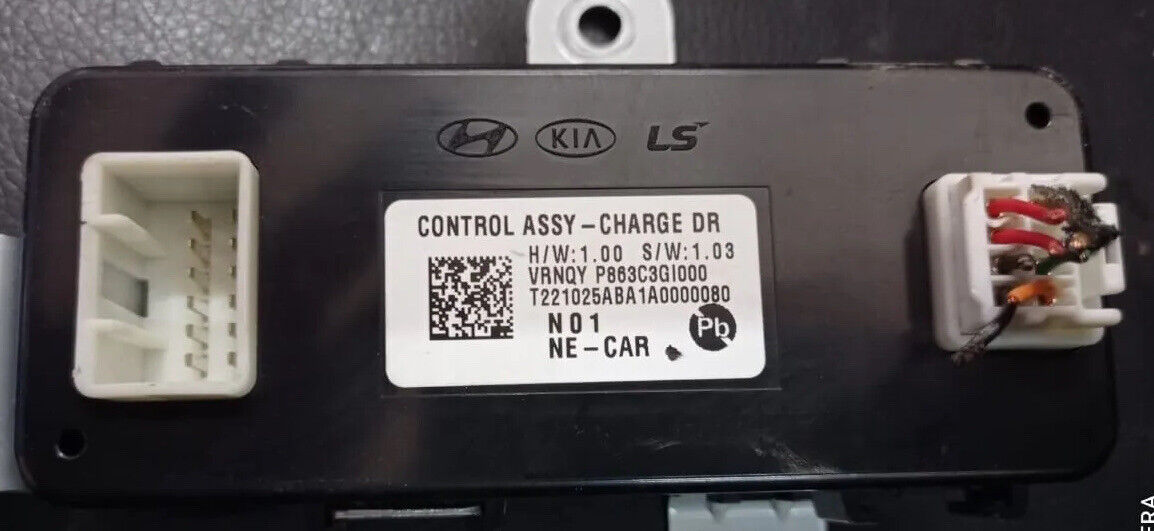 KIA LS
CONTROL ASSY-CHARGE DR
H/W:1.00 S/W:1.03
VRNQY P863C3GI000
T221025ABA1A0000080
N01
NE-CAR
Pb